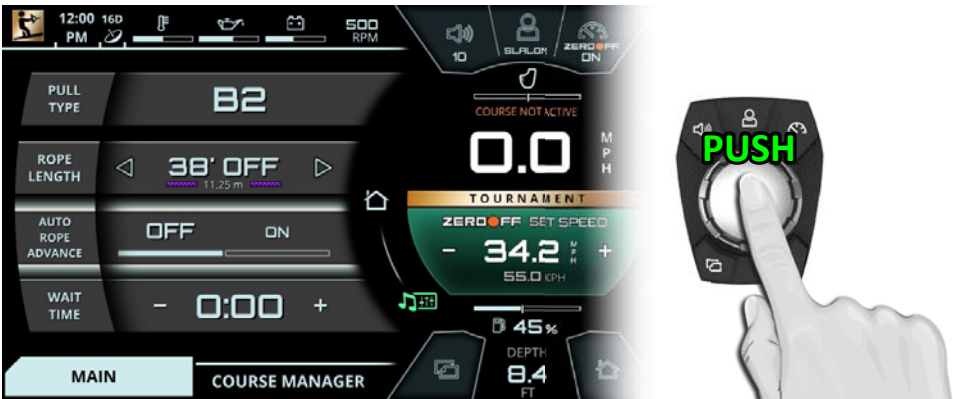 12:00 16D
PM
500
RPM
10
SLALOM
ZEROOFF
ON
PULL
TYPE
B2
COURSE NOT ACTIVE
0.0
MPH
ROPE
LENGTH
38' OFF
11.25 m
TOURNAMENT
AUTO
ROPE
ADVANCE
OFF ON
ZEROOFF SET SPEED
- 34.2 MPH +
55.0 KPH
WAIT
TIME
- 0:00 +
45%
DEPTH
8.4
FT
MAIN
COURSE MANAGER
PUSH